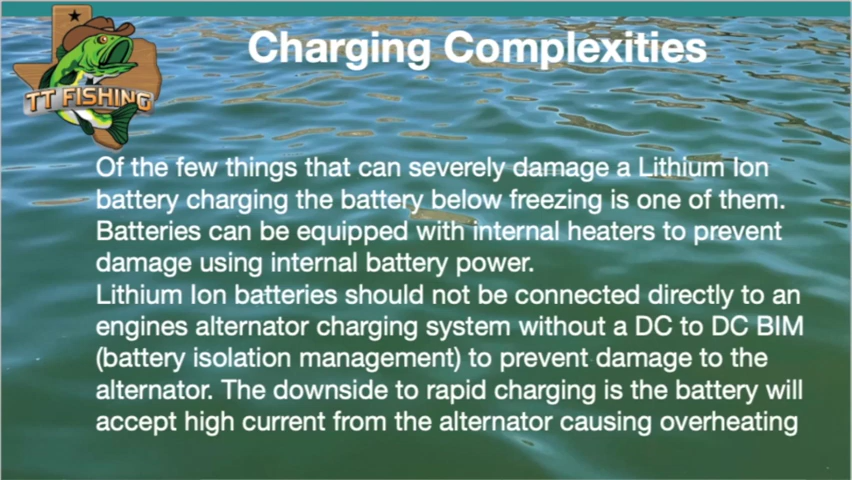 Charging Complexities
TT FISHING
Of the few things that can severely damage a Lithium Ion
battery charging the battery below freezing is one of them.
Batteries can be equipped with internal heaters to prevent
damage using internal battery power.
Lithium Ion batteries should not be connected directly to an
engines alternator charging system without a DC to DC BIM
(battery isolation management) to prevent damage to the
alternator. The downside to rapid charging is the battery will
accept high current from the alternator causing overheating